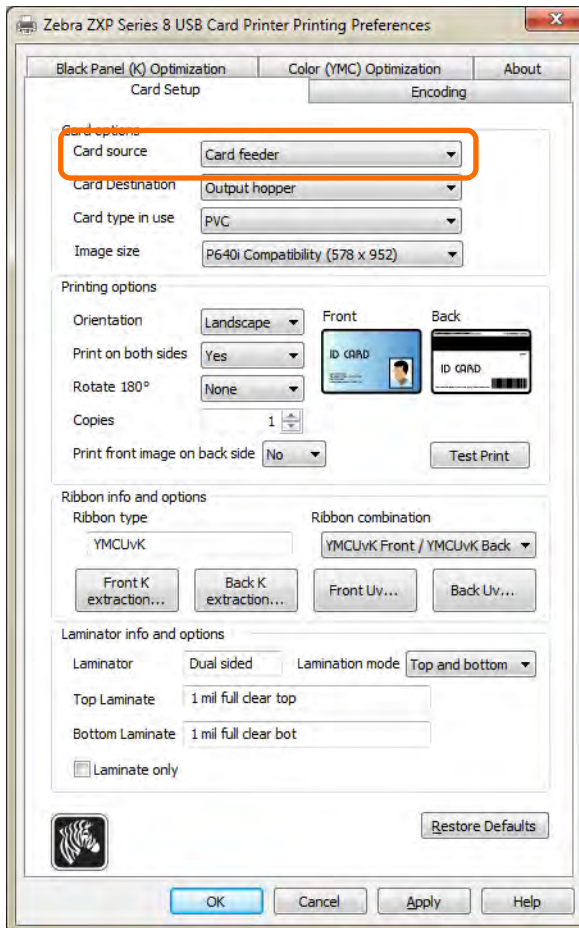 Zebra ZXP Series 8 USB Card Printer Printing Preferences
Black Panel (K) Optimization Color (YMC) Optimization About
Card Setup Encoding
Card options
Card source Card feeder
Card Destination Output hopper
Card type in use PVC
Image size P640i Compatibility (578 x 952)
Printing options
Orientation Landscape Front Back
Print on both sides Yes
ID CARD ID CARD
Rotate 180° None
Copies 1
Print front image on back side No Test Print
Ribbon info and options
Ribbon type Ribbon combination
YMCUvK YMCUvK Front / YMCUvK Back
Front K extraction... Back K extraction... Front Uv... Back Uv...
Laminator info and options
Laminator Dual sided Lamination mode Top and bottom
Top Laminate 1 mil full clear top
Bottom Laminate 1 mil full clear bot
Laminate only
Restore Defaults
OK Cancel Apply Help